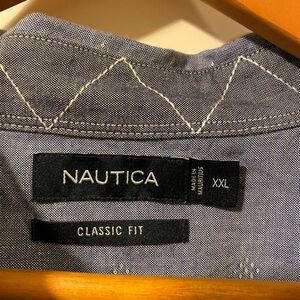 NAUTICA
MADE IN
MAURITIUS
XXL
CLASSIC FIT